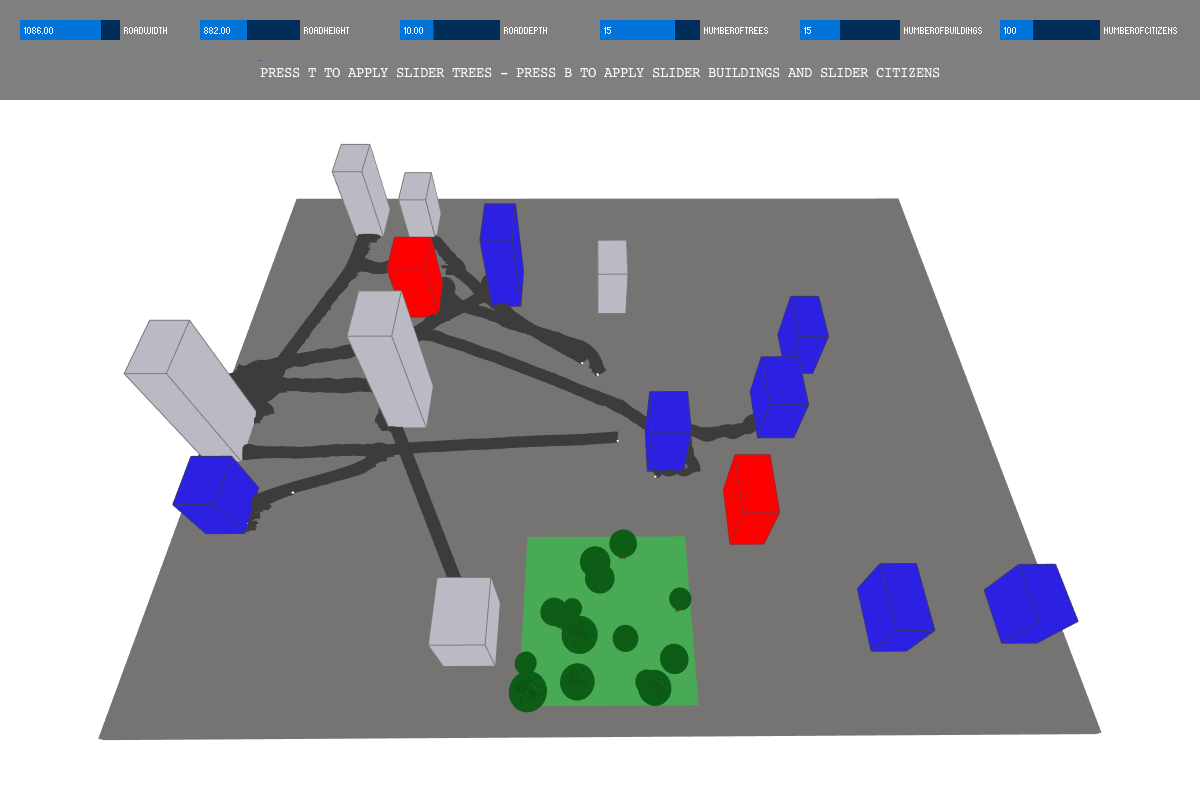 1086.00 ROADWIDTH 882.00 ROADHEIGHT 10.00 ROADDEPTH 15 NUMBEROFTREES 15 NUMBEROFBUILDINGS 100 NUMBEROFCITIZENS
PRESS T TO APPLY SLIDER TREES - PRESS B TO APPLY SLIDER BUILDINGS AND SLIDER CITIZENS